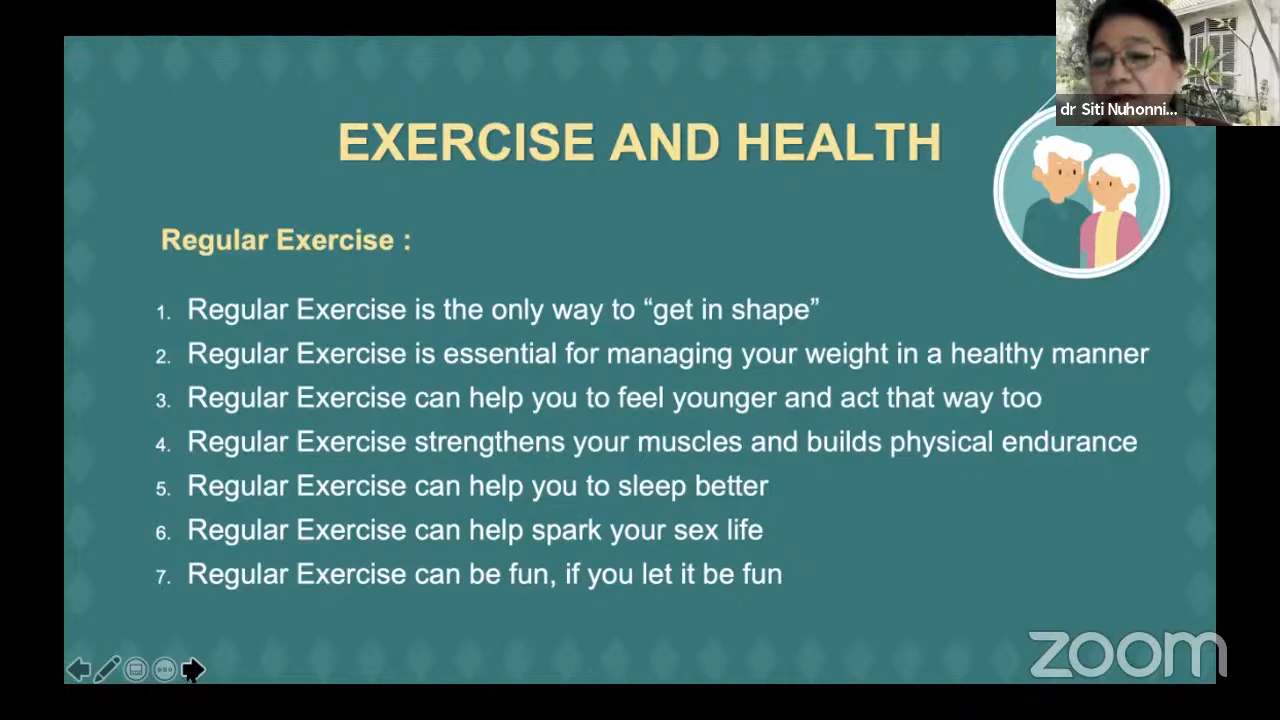 dr Siti Nuhonni...
EXERCISE AND HEALTH
Regular Exercise :
1. Regular Exercise is the only way to “get in shape”
2. Regular Exercise is essential for managing your weight in a healthy manner
3. Regular Exercise can help you to feel younger and act that way too
4. Regular Exercise strengthens your muscles and builds physical endurance
5. Regular Exercise can help you to sleep better
6. Regular Exercise can help spark your sex life
7. Regular Exercise can be fun, if you let it be fun
zoom